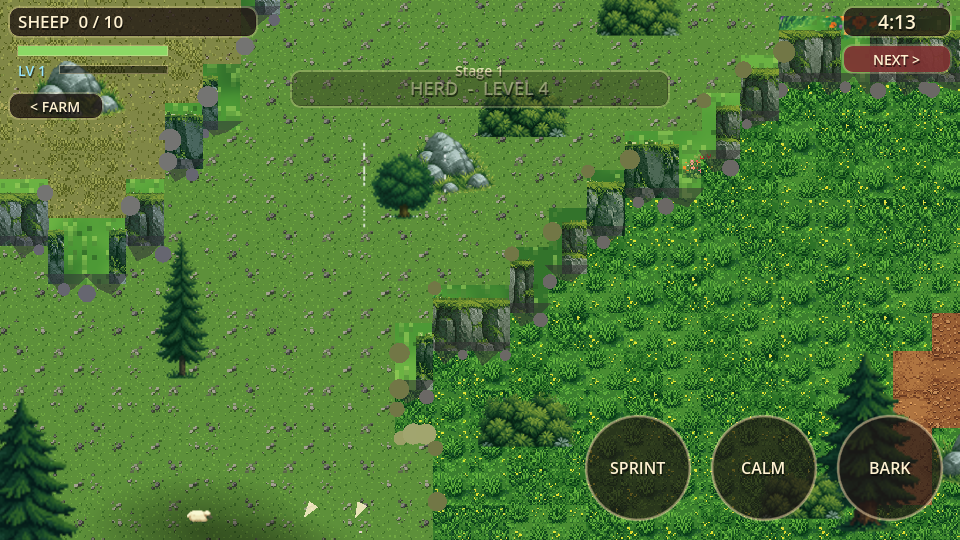 SHEEP 0 / 10
4:13
NEXT >
LV 1
< FARM
Stage 1
HERD - LEVEL 4
SPRINT
CALM
BARK